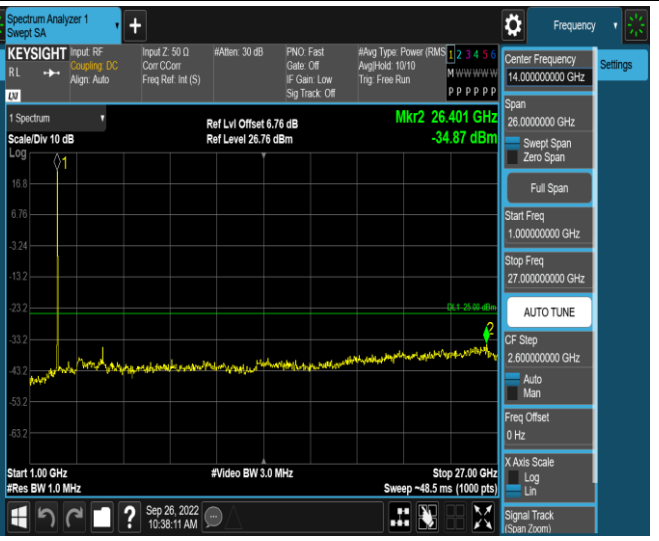 Spectrum Analyzer 1
Swept SA
Frequency
KEYSIGHT
Input: RF
Input Z: 50 Ω
#Atten: 30 dB
PNO: Fast
#Avg Type: Power (RMS
1 2 3 4 5 6
R L
Coupling: DC
Corr CCorr
Gate: Off
Avg|Hold: 10/10
M W W W W W
Align: Auto
Freq Ref: Int (S)
IF Gain: Low
Trig: Free Run
Sig Track: Off
P P P P P P
LXI
1 Spectrum
Ref Lvl Offset 6.76 dB
Mkr2 26.401 GHz
Scale/Div 10 dB
Ref Level 26.76 dBm
-34.87 dBm
Log
1
16.8
6.76
-3.24
-13.2
-23.2
DL1 -25.00 dBm
2
-33.2
-43.2
-53.2
-63.2
Start 1.00 GHz
#Video BW 3.0 MHz
Stop 27.00 GHz
#Res BW 1.0 MHz
Sweep ~48.5 ms (1000 pts)
Sep 26, 2022
10:38:11 AM
?
Center Frequency
14.000000000 GHz
Settings
Span
26.0000000 GHz
Swept Span
Zero Span
Full Span
Start Freq
1.000000000 GHz
Stop Freq
27.000000000 GHz
AUTO TUNE
CF Step
2.600000000 GHz
Auto
Man
Freq Offset
0 Hz
X Axis Scale
Log
Lin
Signal Track
(Span Zoom)